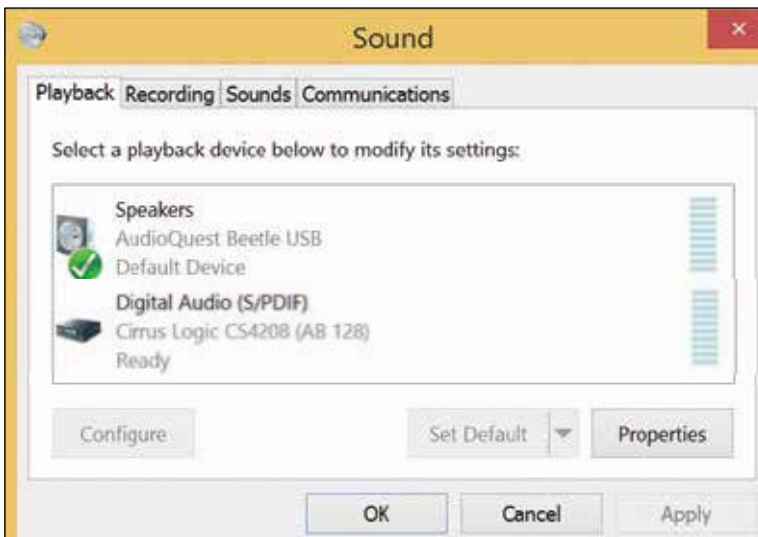 Sound
Playback Recording Sounds Communications
Select a playback device below to modify its settings:
Speakers
AudioQuest Beetle USB
Default Device
Digital Audio (S/PDIF)
Cirrus Logic CS4208 (AB 128)
Ready
Configure Set Default Properties
OK Cancel Apply